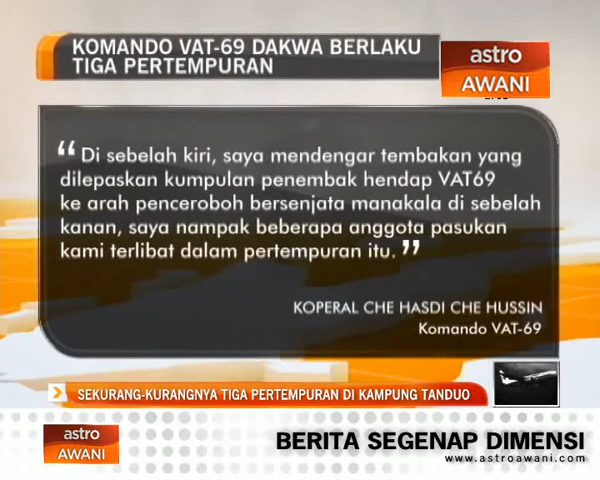 KOMANDO VAT-69 DAKWA BERLAKU
TIGA PERTEMPURAN
astro
AWANI
“ Di sebelah kiri, saya mendengar tembakan yang
dilepaskan kumpulan penembak hendap VAT69
ke arah penceroboh bersenjata manakala di sebelah
kanan, saya nampak beberapa anggota pasukan
kami terlibat dalam pertempuran itu. ”
KOPERAL CHE HASDI CHE HUSSIN
Komando VAT-69
SEKURANG-KURANGNYA TIGA PERTEMPURAN DI KAMPUNG TANDUO
astro
AWANI
BERITA SEGENAP DIMENSI
www.astroawani.com